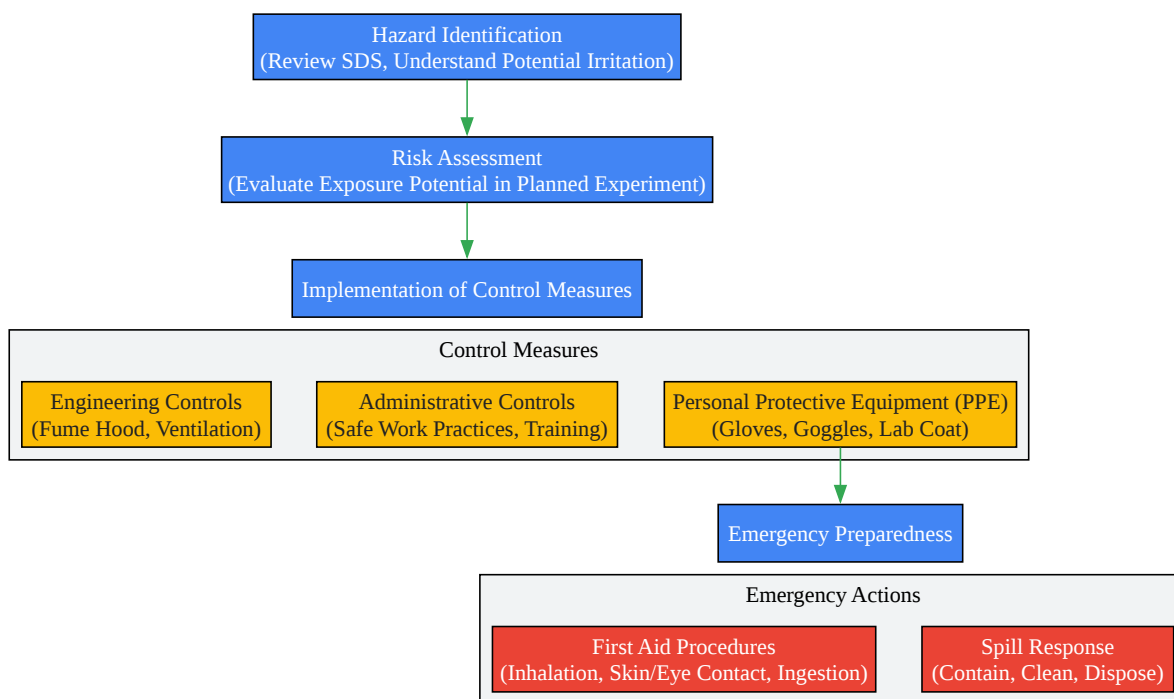 Hazard Identification
(Review SDS, Understand Potential Irritation)
Risk Assessment
(Evaluate Exposure Potential in Planned Experiment)
Implementation of Control Measures
Control Measures
Engineering Controls
(Fume Hood, Ventilation)
Administrative Controls
(Safe Work Practices, Training)
Personal Protective Equipment (PPE)
(Gloves, Goggles, Lab Coat)
Emergency Preparedness
Emergency Actions
First Aid Procedures
(Inhalation, Skin/Eye Contact, Ingestion)
Spill Response
(Contain, Clean, Dispose)